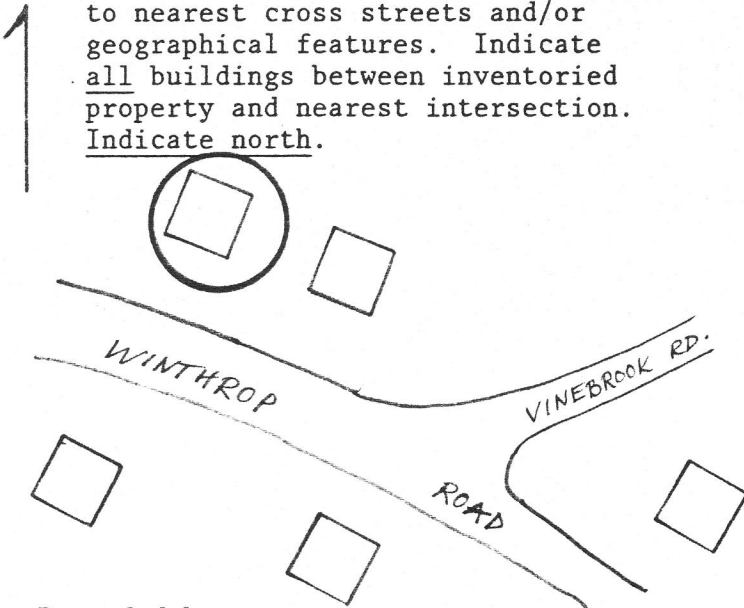 to nearest cross streets and/or
geographical features. Indicate
all buildings between inventoried
property and nearest intersection.
Indicate north.
WINTHROP
VINEBROOK RD.
ROAD